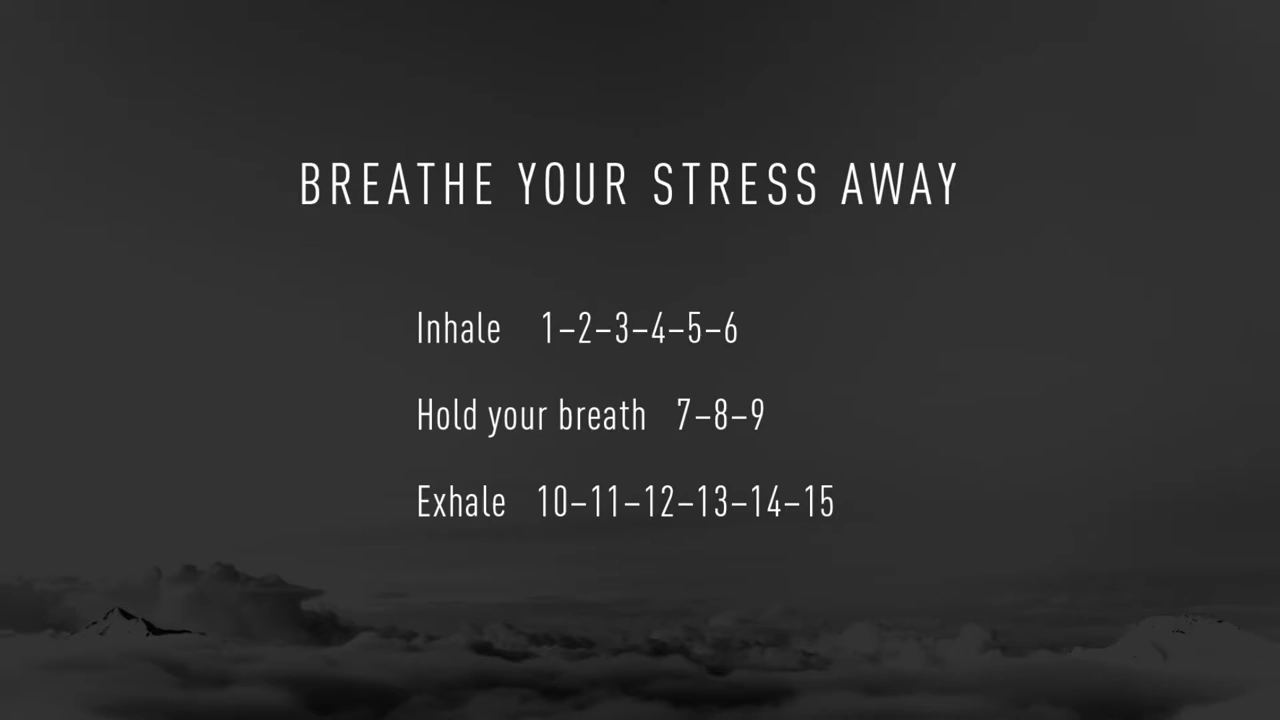 BREATHE YOUR STRESS AWAY
Inhale 1–2–3–4–5–6
Hold your breath 7–8–9
Exhale 10–11–12–13–14–15